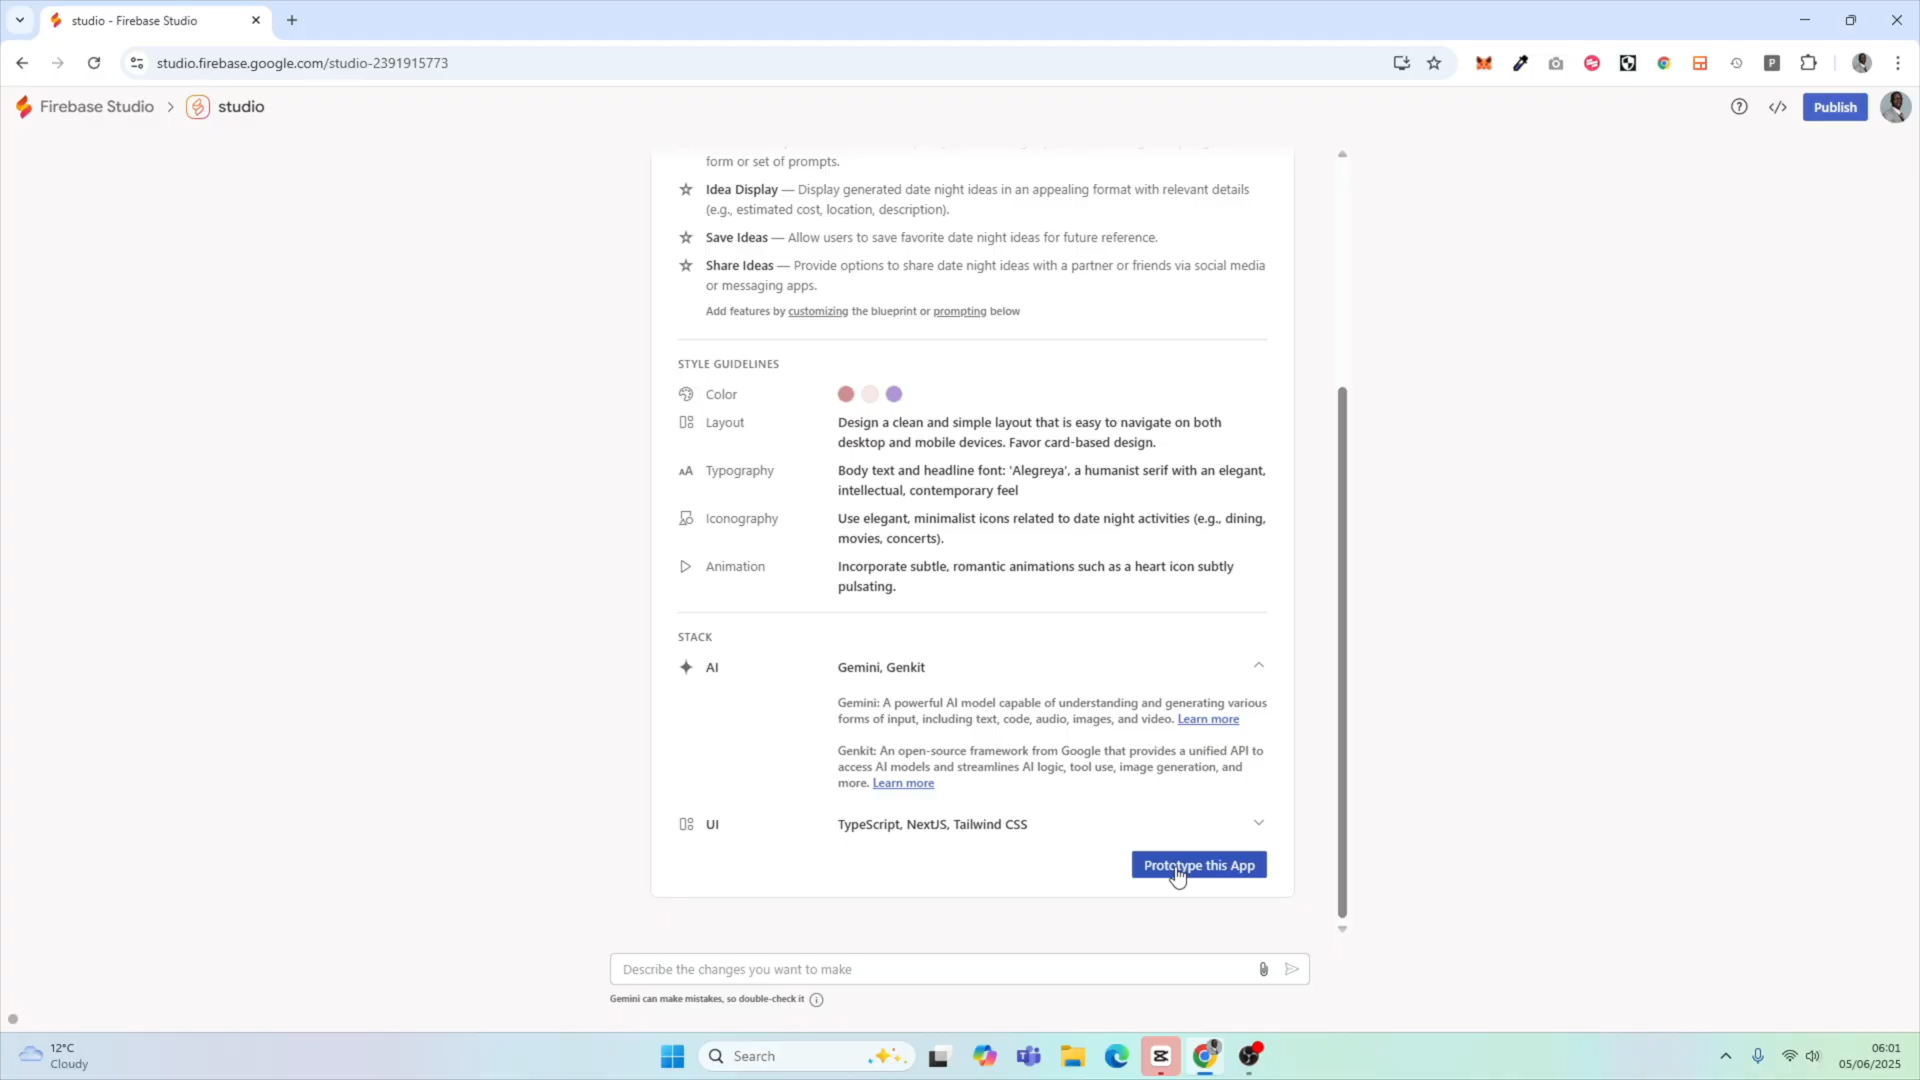 studio - Firebase Studio
studio.firebase.google.com/studio-2391915773
Firebase Studio
studio
Publish
form or set of prompts.
Idea Display — Display generated date night ideas in an appealing format with relevant details
(e.g., estimated cost, location, description).
Save Ideas — Allow users to save favorite date night ideas for future reference.
Share Ideas — Provide options to share date night ideas with a partner or friends via social media
or messaging apps.
Add features by customizing the blueprint or prompting below
STYLE GUIDELINES
Color
Layout
Design a clean and simple layout that is easy to navigate on both
desktop and mobile devices. Favor card-based design.
Typography
Body text and headline font: 'Alegreya', a humanist serif with an elegant,
intellectual, contemporary feel
Iconography
Use elegant, minimalist icons related to date night activities (e.g., dining,
movies, concerts).
Animation
Incorporate subtle, romantic animations such as a heart icon subtly
pulsating.
STACK
AI
Gemini, Genkit
Gemini: A powerful AI model capable of understanding and generating various
forms of input, including text, code, audio, images, and video. Learn more
Genkit: An open-source framework from Google that provides a unified API to
access AI models and streamlines AI logic, tool use, image generation, and
more. Learn more
UI
TypeScript, NextJS, Tailwind CSS
Prototype this App
Describe the changes you want to make
Gemini can make mistakes, so double-check it
12°C
Cloudy
Search
06:01
05/06/2025